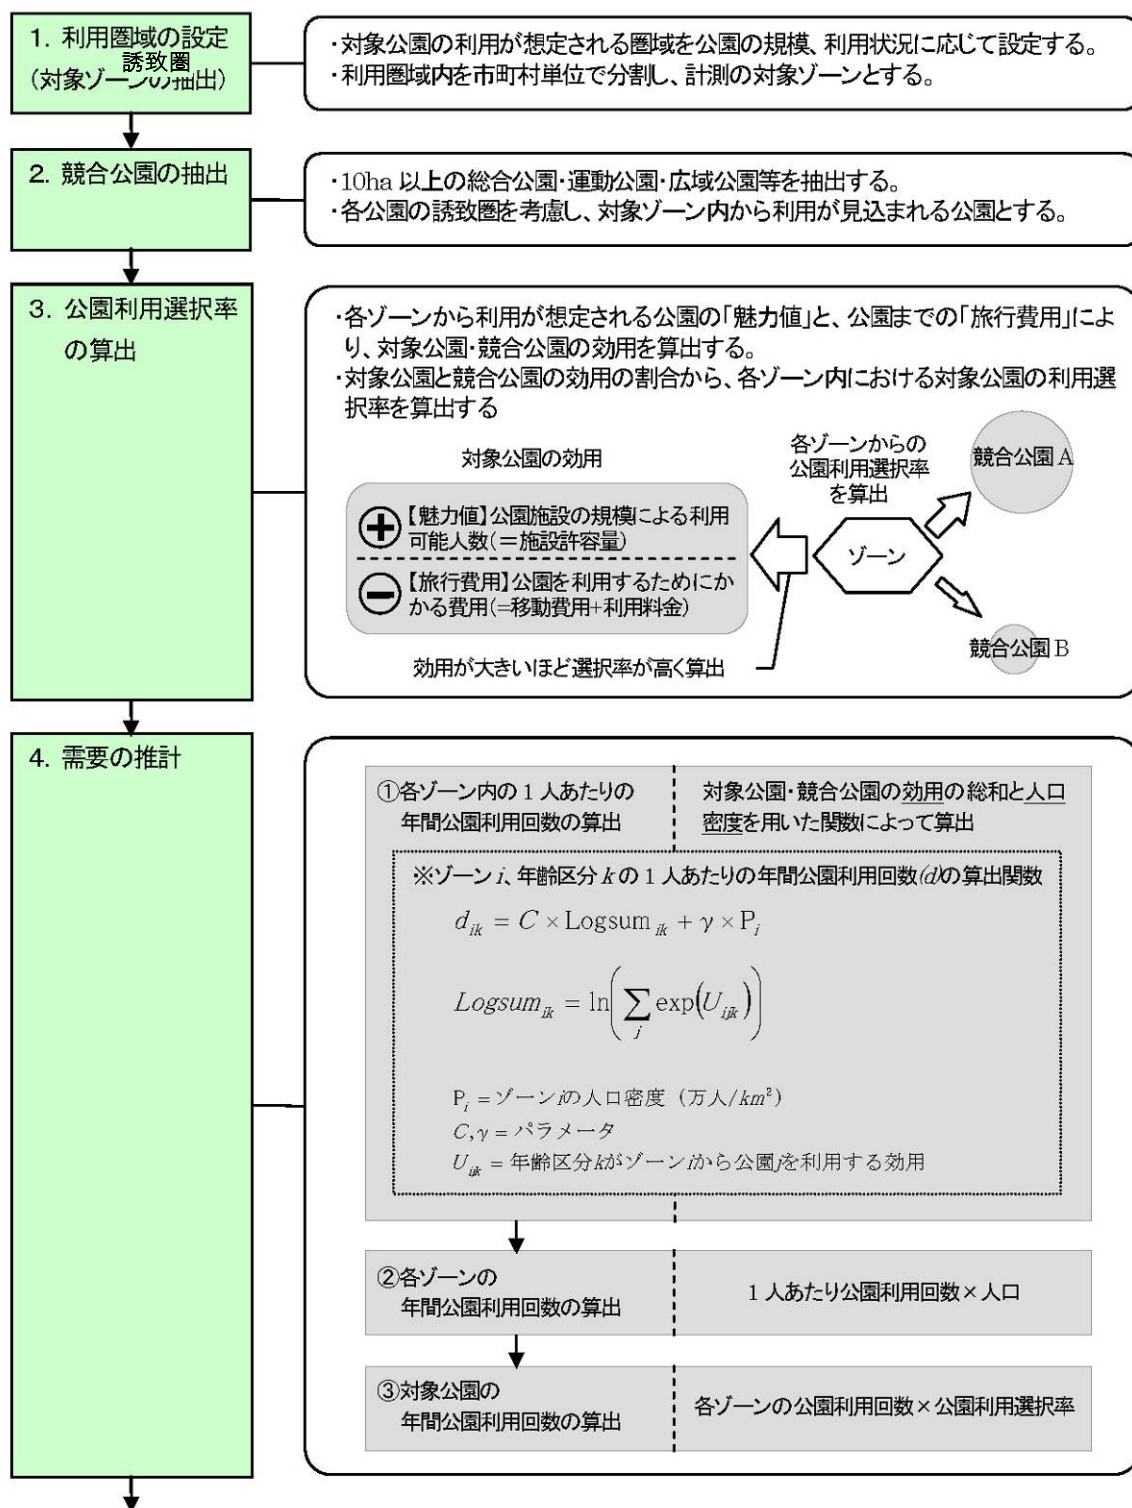 1. 利用圏域の設定
誘致圏
(対象ゾーンの抽出)
・対象公園の利用が想定される圏域を公園の規模、利用状況に応じて設定する。
・利用圏域内を市町村単位で分割し、計測の対象ゾーンとする。
2. 競合公園の抽出
・10ha 以上の総合公園・運動公園・広域公園等を抽出する。
・各公園の誘致圏を考慮し、対象ゾーン内から利用が見込まれる公園とする。
3. 公園利用選択率
の算出
・各ゾーンから利用が想定される公園の「魅力値」と、公園までの「旅行費用」によ
り、対象公園・競合公園の効用を算出する。
・対象公園と競合公園の効用の割合から、各ゾーン内における対象公園の利用選
択率を算出する
対象公園の効用
【魅力値】公園施設の規模による利用
可能人数(=施設許容量)
【旅行費用】公園を利用するためにか
かる費用(=移動費用+利用料金)
効用が大きいほど選択率が高く算出
各ゾーンからの
公園利用選択率
を算出
ゾーン
競合公園 A
競合公園 B
4. 需要の推計
①各ゾーン内の 1 人あたりの
年間公園利用回数の算出
対象公園・競合公園の効用の総和と人口
密度を用いた関数によって算出
※ゾーン i、年齢区分 k の 1 人あたりの年間公園利用回数(d)の算出関数
d_{ik} = C × Logsum_{ik} + γ × P_i
Logsum_{ik} = ln(∑_j exp(U_{ijk}))
P_i = ゾーンiの人口密度 (万人/km²)
C,γ = パラメータ
U_{ijk} = 年齢区分kがゾーンiから公園jを利用する効用
②各ゾーンの
年間公園利用回数の算出
1 人あたり公園利用回数×人口
③対象公園の
年間公園利用回数の算出
各ゾーンの公園利用回数×公園利用選択率